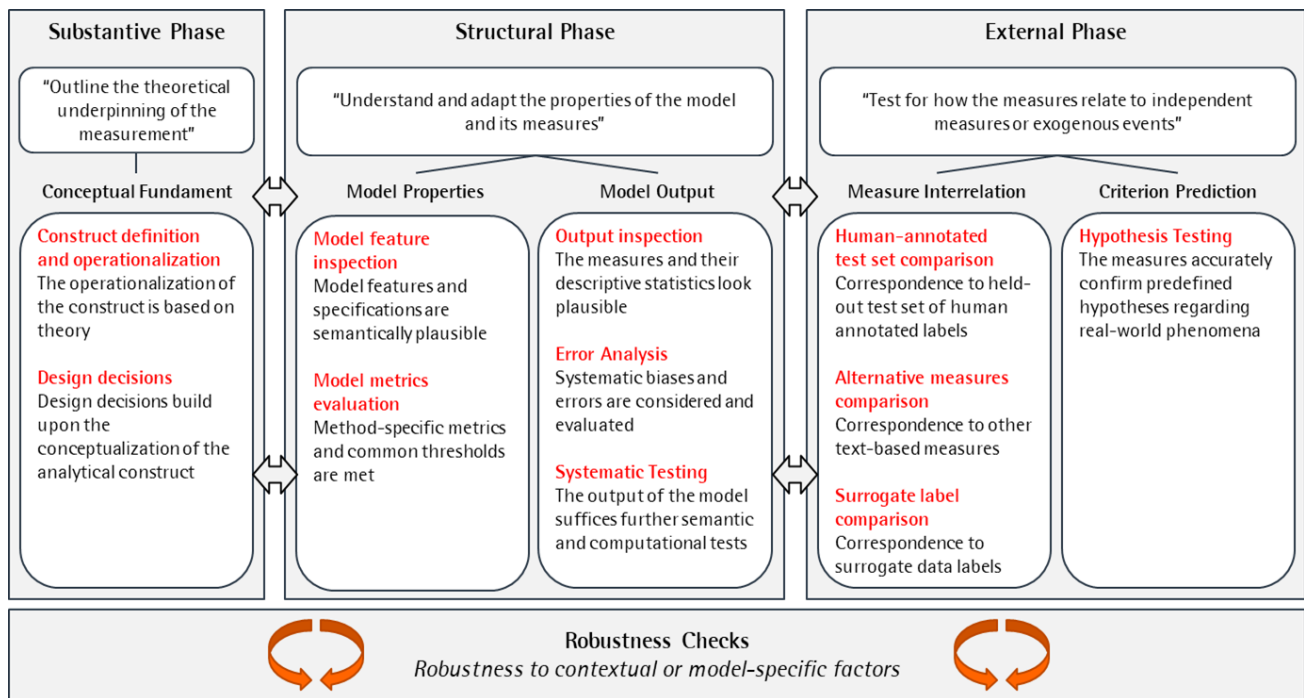 Substantive Phase
"Outline the theoretical
underpinning of the
measurement"
Conceptual Fundament
Construct definition
and operationalization
The operationalization
of the construct is based on
theory
Design decisions
Design decisions build
upon the
conceptualization of the
analytical construct
Structural Phase
"Understand and adapt the properties of the model
and its measures"
Model Properties
Model feature
inspection
Model features and
specifications are
semantically plausible
Model metrics
evaluation
Method-specific metrics
and common thresholds
are met
Model Output
Output inspection
The measures and their
descriptive statistics look
plausible
Error Analysis
Systematic biases and
errors are considered and
evaluated
Systematic Testing
The output of the model
suffices further semantic
and computational tests
External Phase
"Test for how the measures relate to independent
measures or exogenous events"
Measure Interrelation
Human-annotated
test set comparison
Correspondence to held-
out test set of human
annotated labels
Alternative measures
comparison
Correspondence to other
text-based measures
Surrogate label
comparison
Correspondence to
surrogate data labels
Criterion Prediction
Hypothesis Testing
The measures accurately
confirm predefined
hypotheses regarding
real-world phenomena
Robustness Checks
Robustness to contextual or model-specific factors